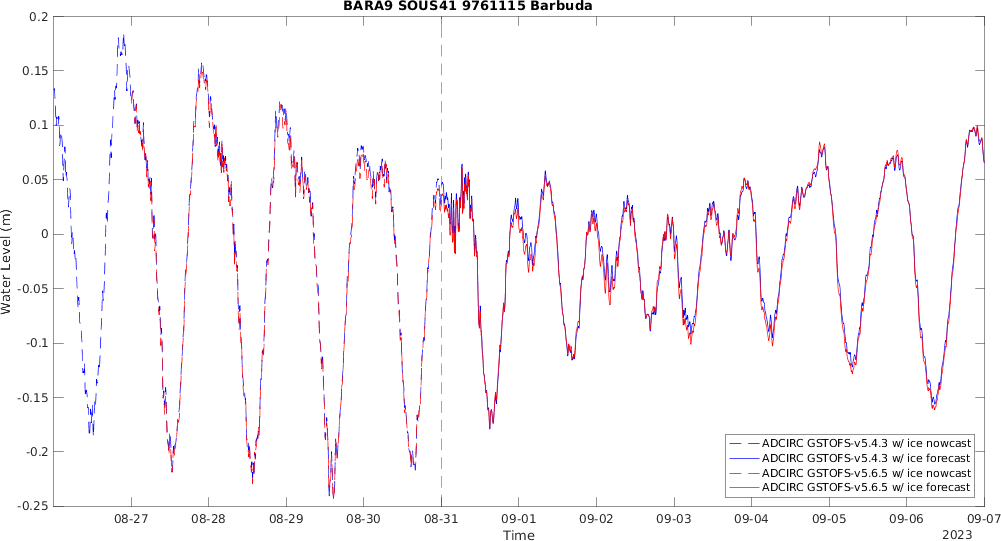 BARA9 SOUS41 9761115 Barbuda
0.2
0.15
0.1
0.05
0
-0.05
-0.1
-0.15
-0.2
-0.25
Water Level (m)
ADCIRC GSTOFS-v5.4.3 w/ ice nowcast
ADCIRC GSTOFS-v5.4.3 w/ ice forecast
ADCIRC GSTOFS-v5.6.5 w/ ice nowcast
ADCIRC GSTOFS-v5.6.5 w/ ice forecast
08-27 08-28 08-29 08-30 08-31 09-01 09-02 09-03 09-04 09-05 09-06 09-07
Time
2023